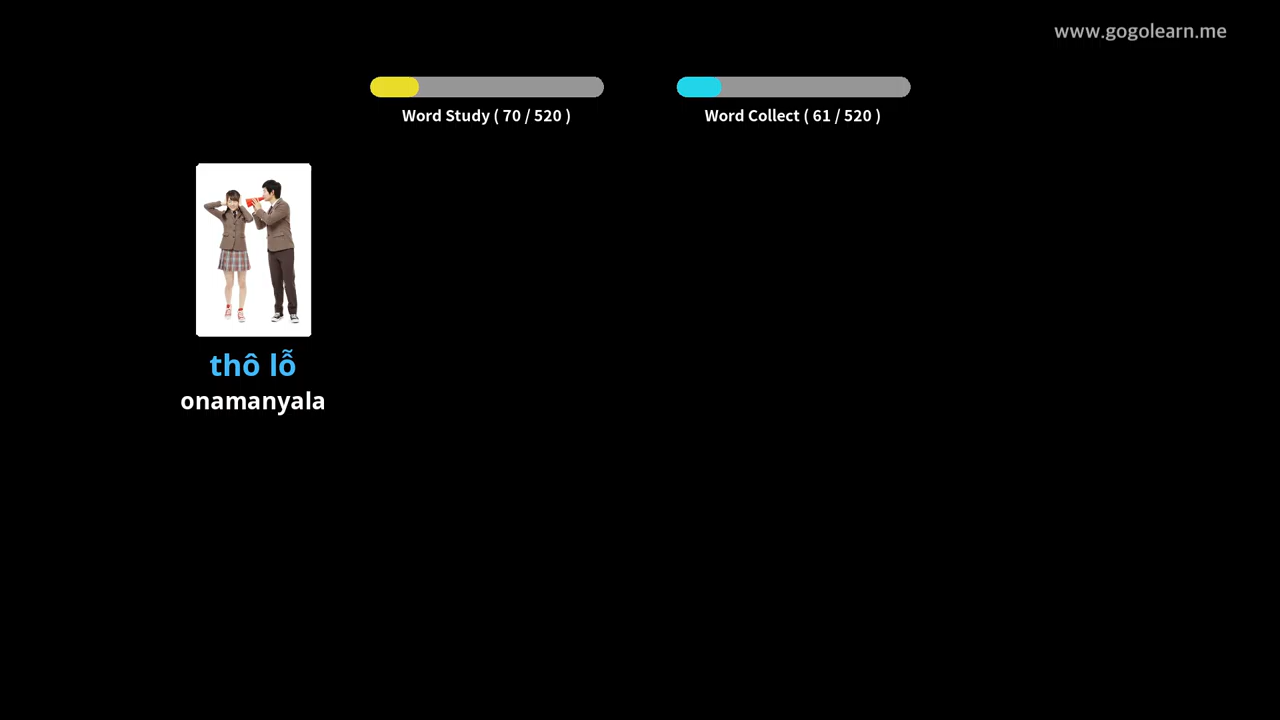 www.gogolearn.me
Word Study ( 70 / 520 )
Word Collect ( 61 / 520 )
thô lỗ
onamanyala